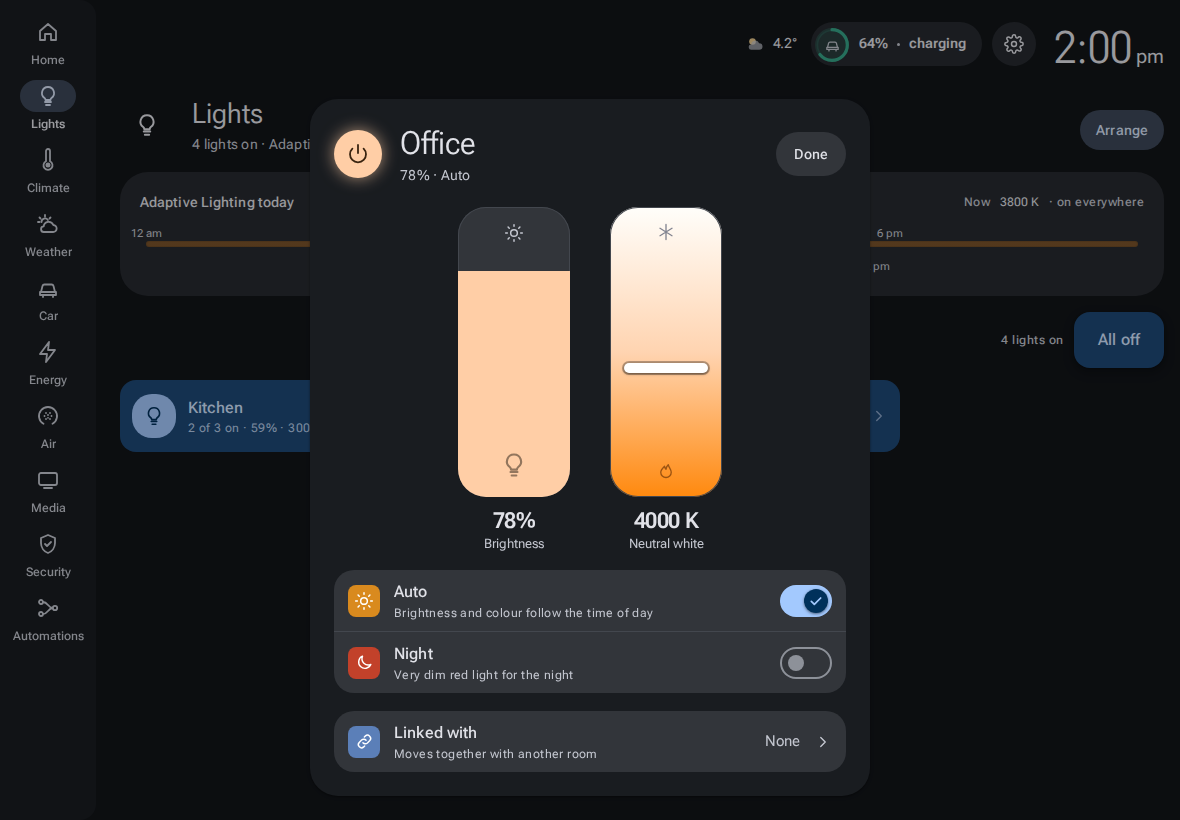 Home
Lights
Climate
Weather
Car
Energy
Air
Media
Security
Automations
4.2°
64% · charging
2:00 pm
Lights
4 lights on · Adapti
Arrange
Adaptive Lighting today
Now 3800 K · on everywhere
12 am
6 pm
pm
4 lights on
All off
Kitchen
2 of 3 on · 59% · 300
Office
78% · Auto
Done
78%
Brightness
4000 K
Neutral white
Auto
Brightness and colour follow the time of day
Night
Very dim red light for the night
Linked with
Moves together with another room
None